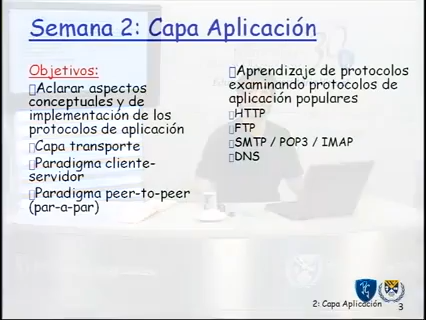 Semana 2: Capa Aplicación
Objetivos:
Aclarar aspectos
conceptuales y de
implementación de los
protocolos de aplicación
Capa transporte
Paradigma cliente-
servidor
Paradigma peer-to-peer
(par-a-par)
Aprendizaje de protocolos
examinando protocolos de
aplicación populares
HTTP
FTP
SMTP / POP3 / IMAP
DNS
2: Capa Aplicación
3